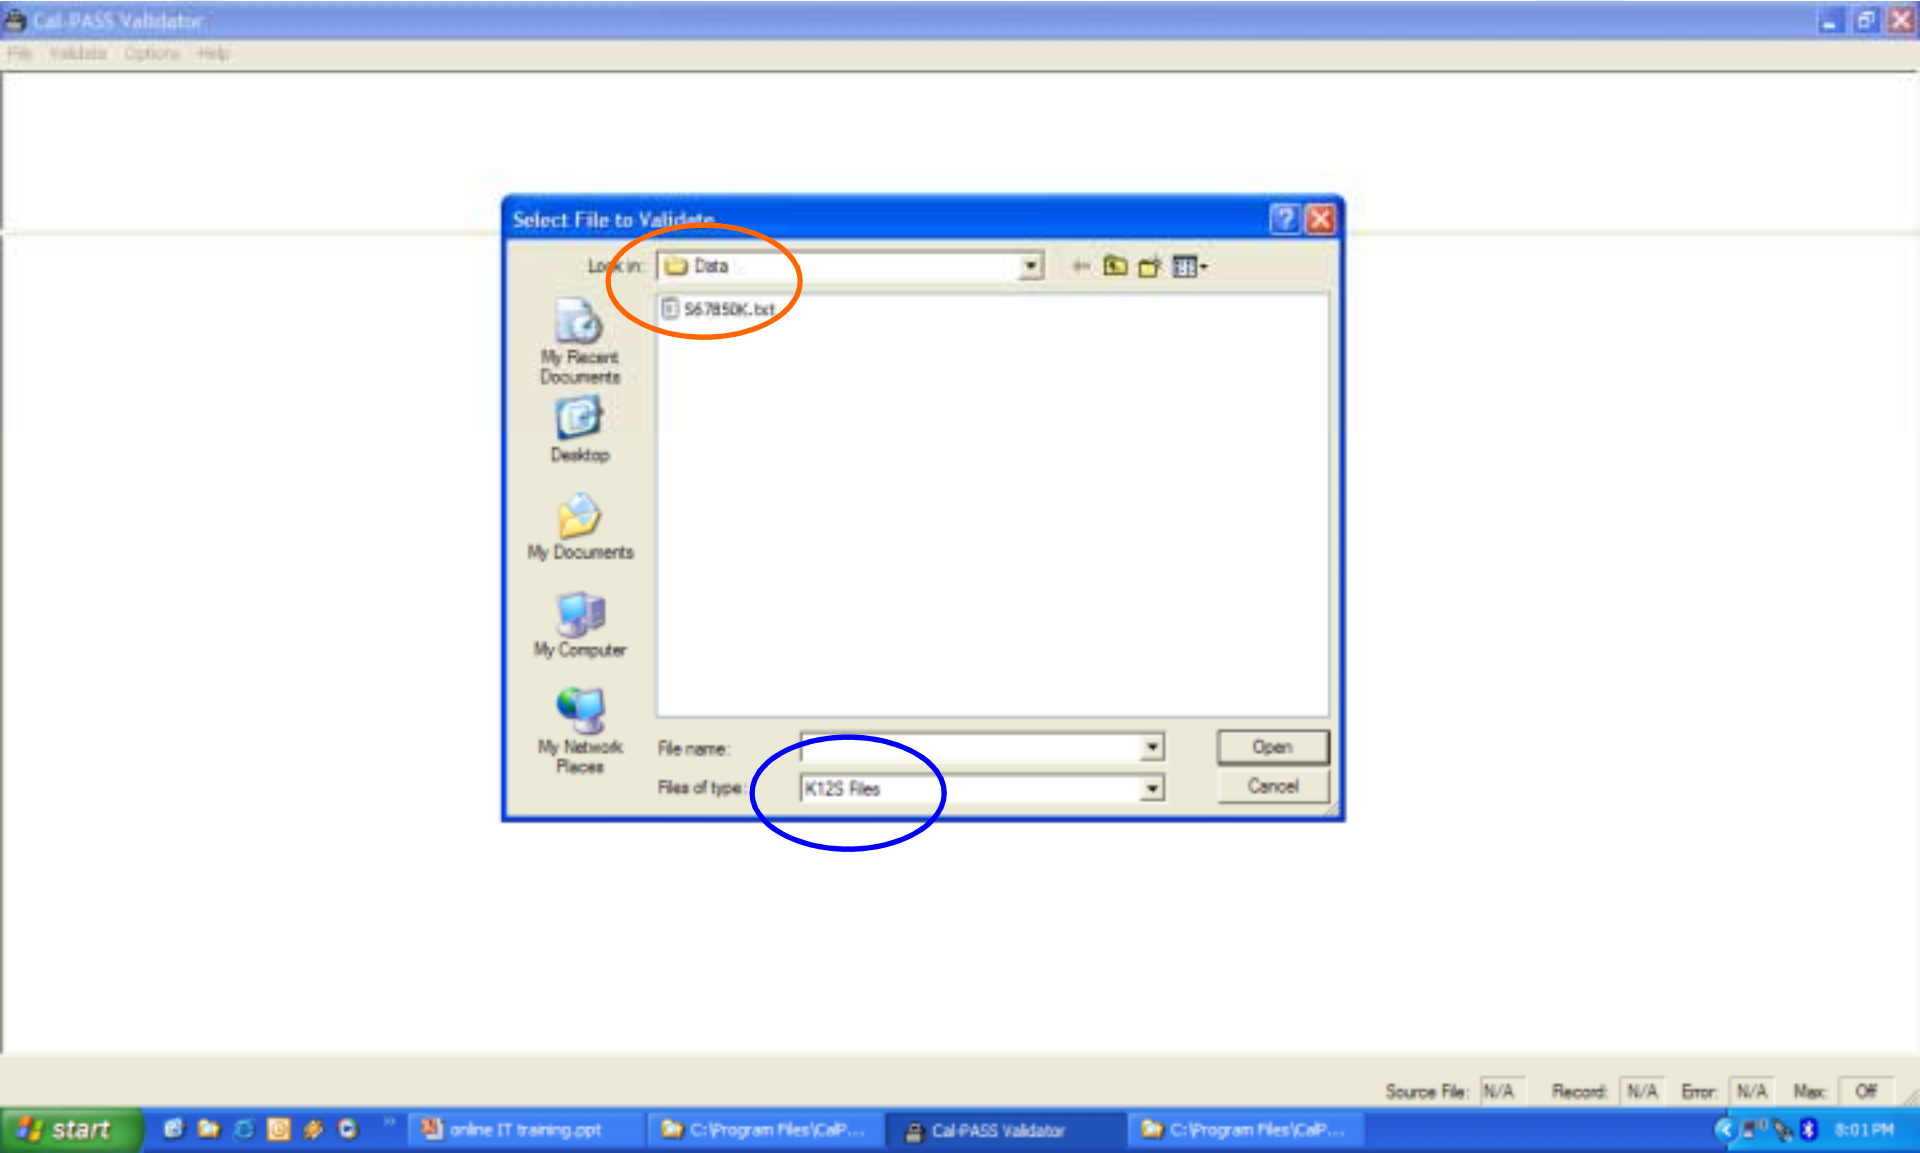 Cal-PASS Validator
File Validate Options Help
Select File to Validate
Look in: Data
S67850K.txt
My Recent
Documents
Desktop
My Documents
My Computer
My Network
Places
File name:
Open
Files of type: K12S Files
Cancel
Source File: N/A Record: N/A Error: N/A Max: Off
start
online IT training.ppt
C:\Program Files\CalP...
Cal-PASS Validator
C:\Program Files\CalP...
8:01 PM